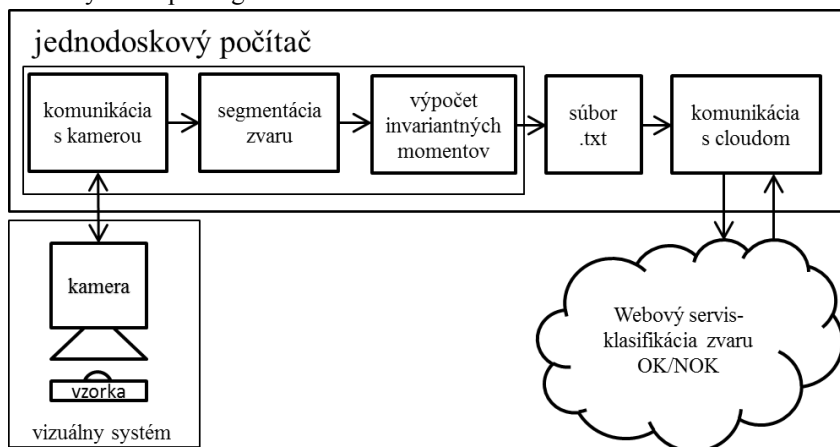 jednodoskový počítač
komunikácia
s kamerou
segmentácia
zvaru
výpočet
invariantných
momentov
súbor
.txt
komunikácia
s cloudom
kamera
vzorka
vizuálny systém
Webový servis-
klasifikácia zvaru
OK/NOK